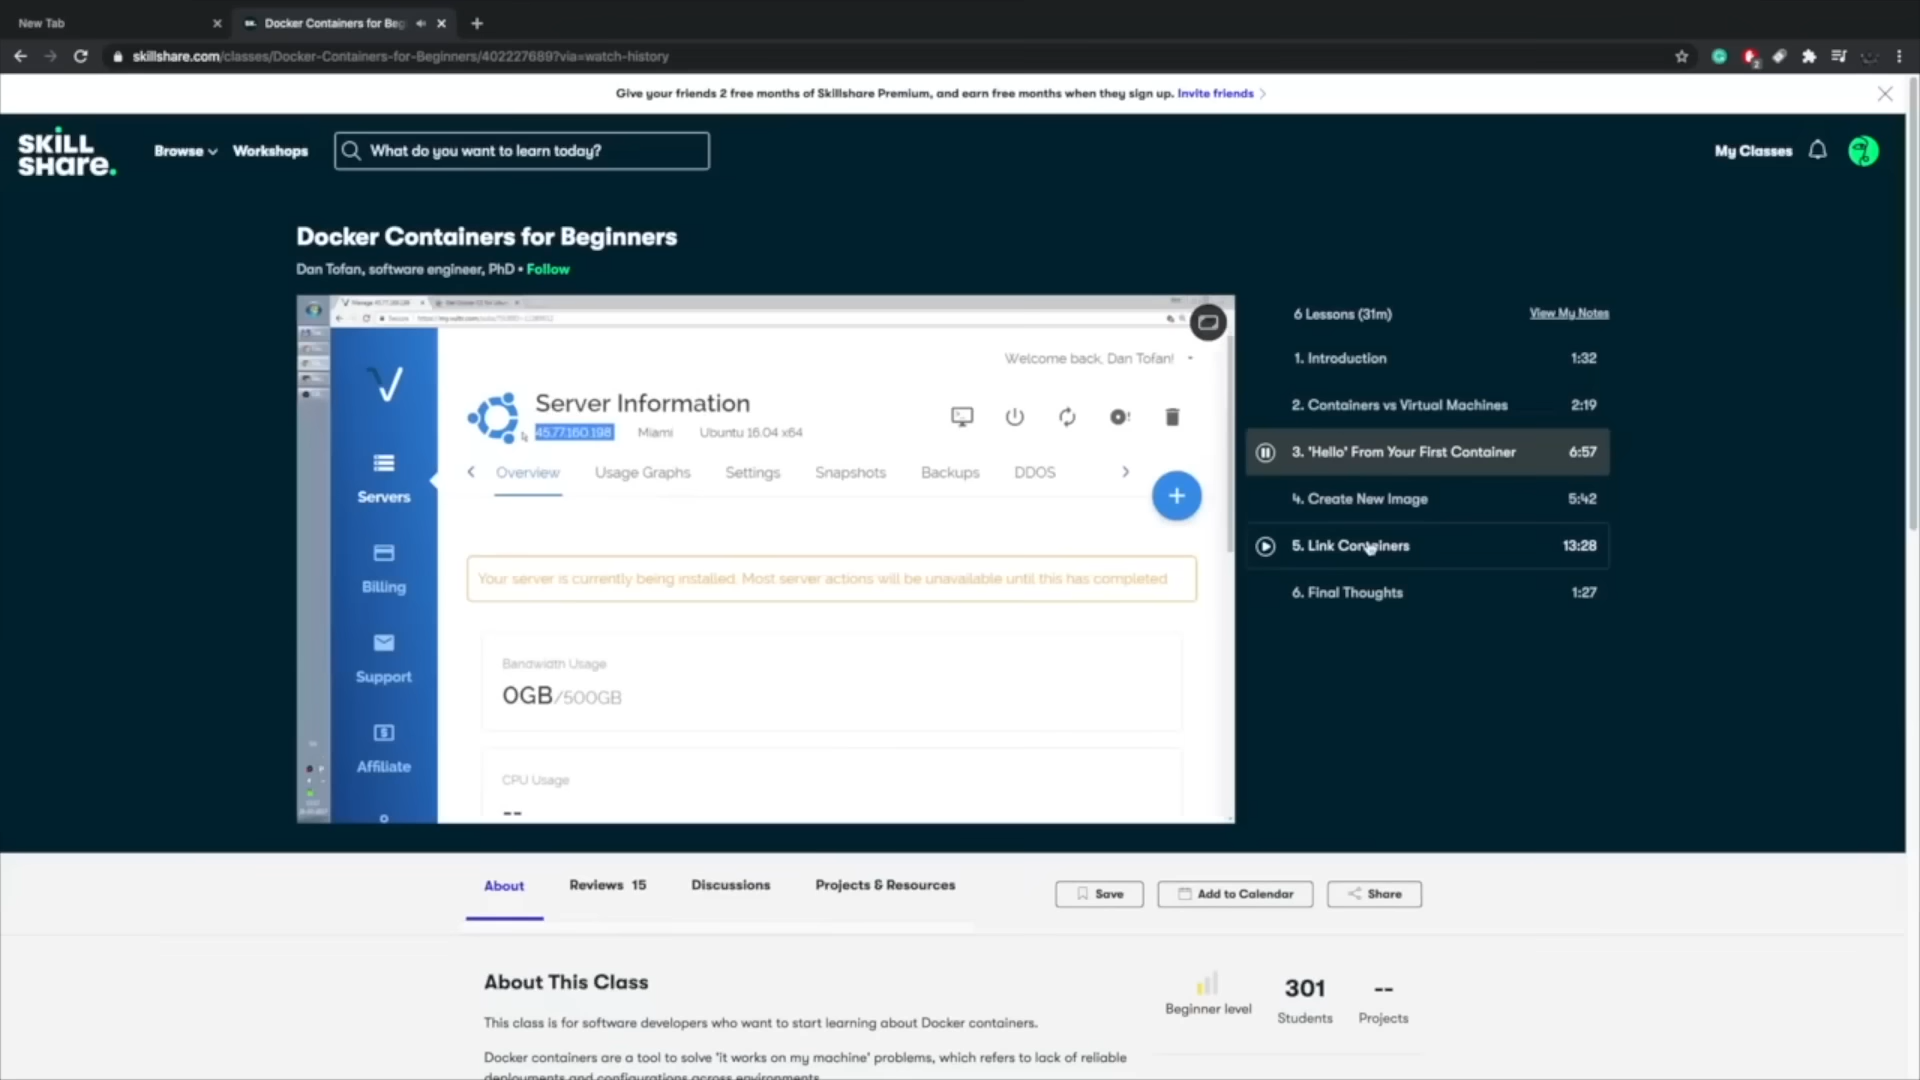 New Tab
Docker Containers for Beg
skillshare.com/classes/Docker-Containers-for-Beginners/402227689?via=watch-history
Give your friends 2 free months of Skillshare Premium, and earn free months when they sign up. Invite friends
SKILL
SHARE.
Browse
Workshops
What do you want to learn today?
My Classes
Docker Containers for Beginners
Dan Tofan, software engineer, PhD • Follow
Welcome back, Dan Tofan!
Server Information
45.77.160.198 Miami Ubuntu 16.04 x64
Overview Usage Graphs Settings Snapshots Backups DDOS
Servers
Your server is currently being installed. Most server actions will be unavailable until this has completed
Billing
Support
Bandwidth Usage
0GB/500GB
Affiliate
CPU Usage
--
6 Lessons (31m) View My Notes
1. Introduction 1:32
2. Containers vs Virtual Machines 2:19
3. 'Hello' From Your First Container 6:57
4. Create New Image 5:42
5. Link Containers 13:28
6. Final Thoughts 1:27
About
Reviews 15
Discussions
Projects & Resources
Save
Add to Calendar
Share
About This Class
This class is for software developers who want to start learning about Docker containers.
Docker containers are a tool to solve 'it works on my machine' problems, which refers to lack of reliable
deployments and configurations across environments.
Beginner level
301
Students
--
Projects